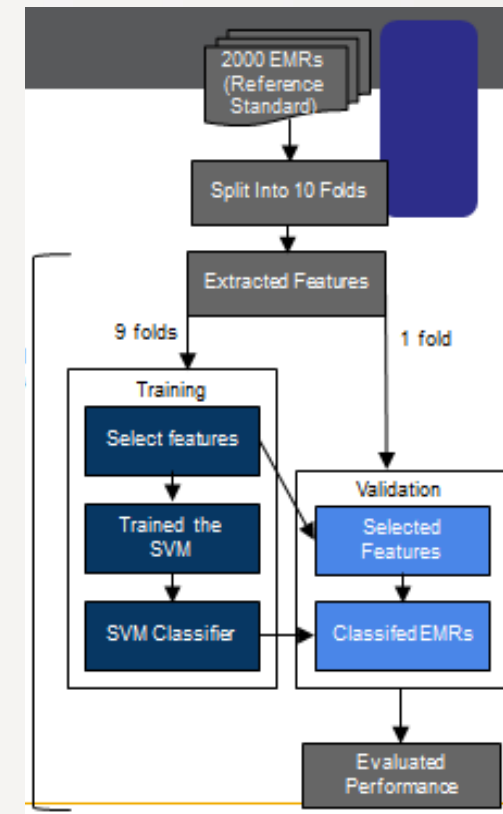 2000 EMRs
(Reference
Standard)
Split Into 10 Folds
Extracted Features
9 folds
1 fold
Training
Select features
Trained the
SVM
SVM Classifier
Validation
Selected
Features
Classifed EMRs
Evaluated
Performance